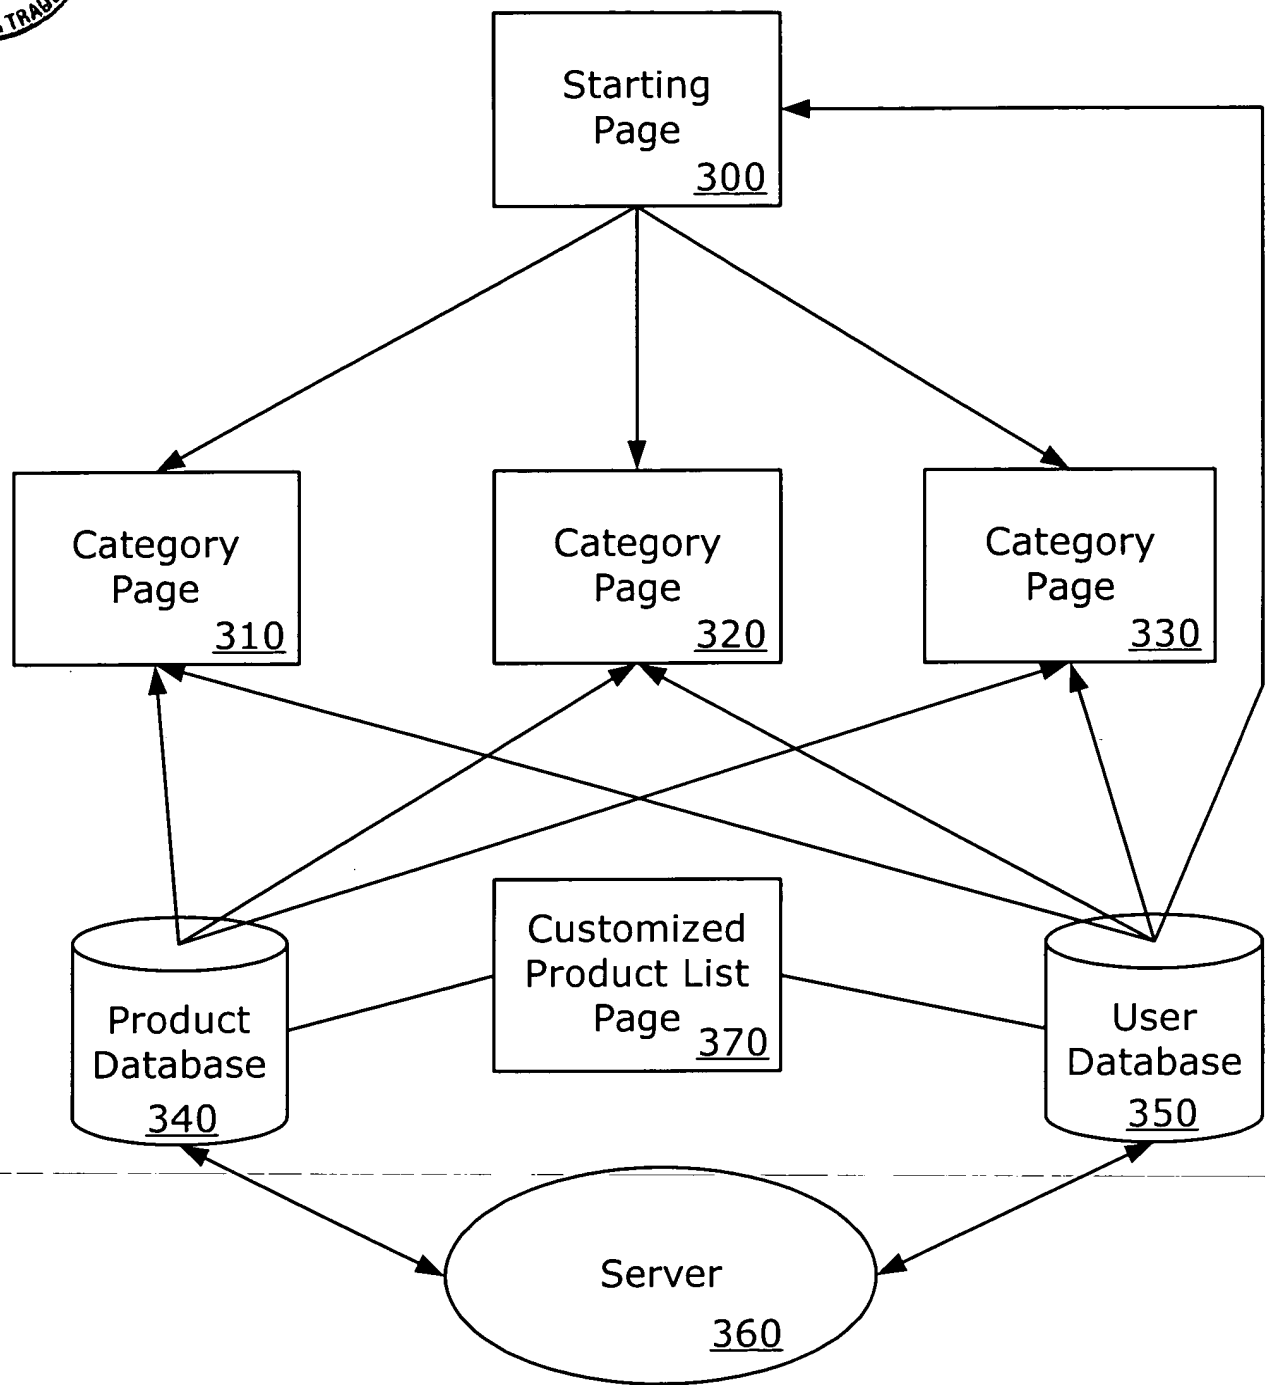 Starting
Page
300
Category
Page
310
Category
Page
320
Category
Page
330
Customized
Product List
Page
370
Product
Database
340
User
Database
350
Server
360